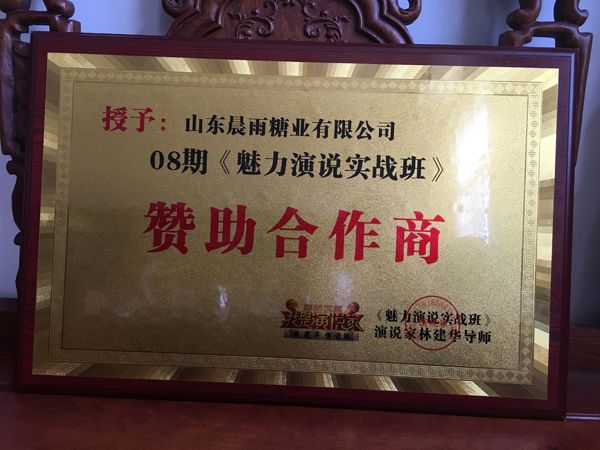 授予：山东晨雨糖业有限公司
08期《魅力演说实战班》
赞助合作商
《魅力演说实战班》
演说家林建华导师